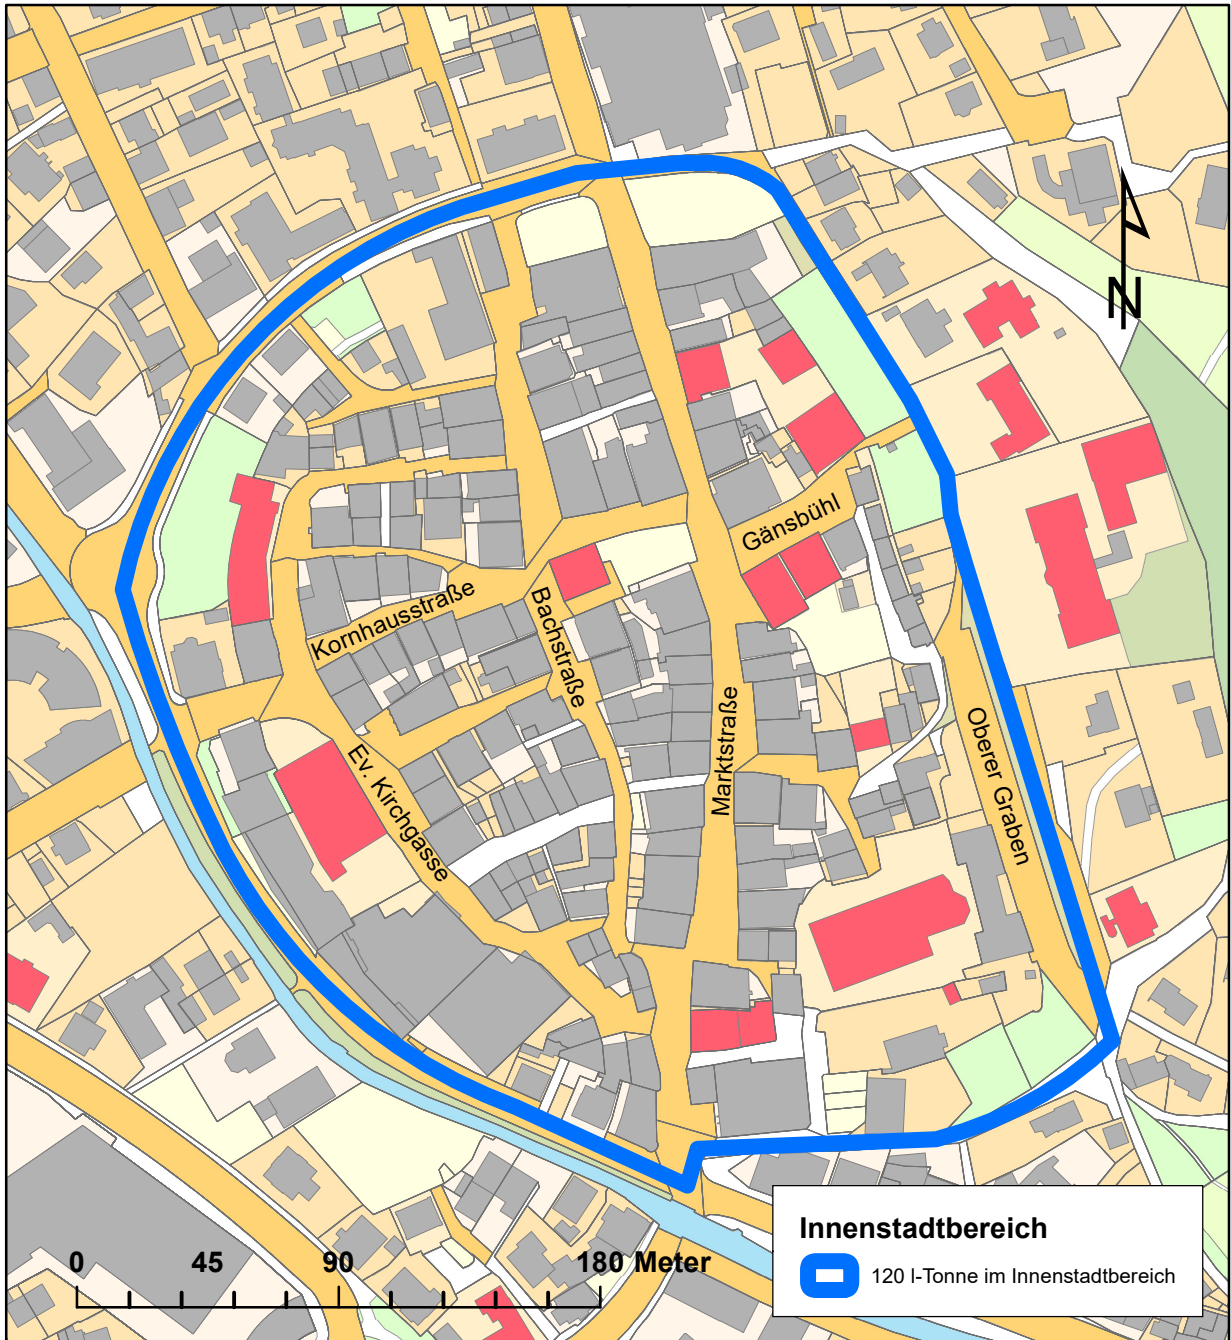 N
Gänsbühl
Kornhausstraße
Bachstraße
Marktstraße
Ev. Kirchgasse
Oberer Graben
Innenstadtbereich
120 l-Tonne im Innenstadtbereich
0 45 90 180 Meter